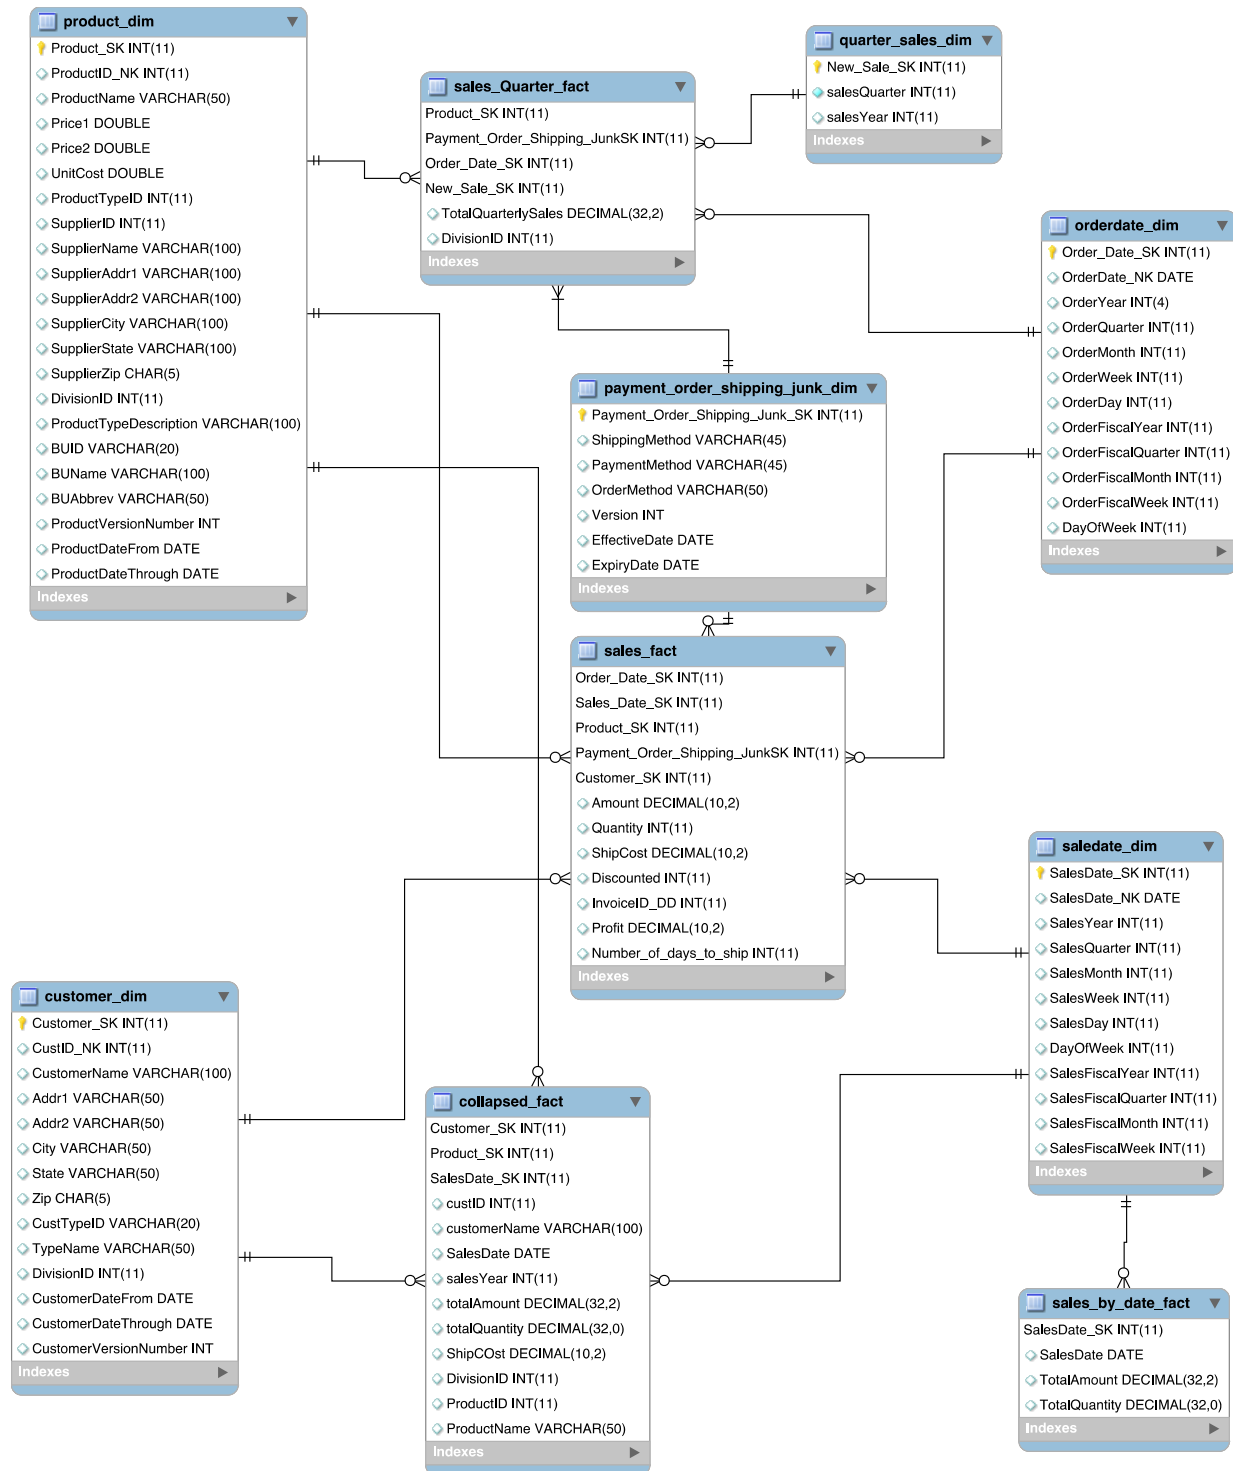 product_dim
Product_SK INT(11)
ProductID_NK INT(11)
ProductName VARCHAR(50)
Price1 DOUBLE
Price2 DOUBLE
UnitCost DOUBLE
ProductTypeID INT(11)
SupplierID INT(11)
SupplierName VARCHAR(100)
SupplierAddr1 VARCHAR(100)
SupplierAddr2 VARCHAR(100)
SupplierCity VARCHAR(100)
SupplierState VARCHAR(100)
SupplierZip CHAR(5)
DivisionID INT(11)
ProductTypeDescription VARCHAR(100)
BUID VARCHAR(20)
BUName VARCHAR(100)
BUAbbrev VARCHAR(50)
ProductVersionNumber INT
ProductDateFrom DATE
ProductDateThrough DATE
Indexes
sales_Quarter_fact
Product_SK INT(11)
Payment_Order_Shipping_JunkSK INT(11)
Order_Date_SK INT(11)
New_Sale_SK INT(11)
TotalQuarterlySales DECIMAL(32,2)
DivisionID INT(11)
Indexes
quarter_sales_dim
New_Sale_SK INT(11)
salesQuarter INT(11)
salesYear INT(11)
Indexes
orderdate_dim
Order_Date_SK INT(11)
OrderDate_NK DATE
OrderYear INT(4)
OrderQuarter INT(11)
OrderMonth INT(11)
OrderWeek INT(11)
OrderDay INT(11)
OrderFiscalYear INT(11)
OrderFiscalQuarter INT(11)
OrderFiscalMonth INT(11)
OrderFiscalWeek INT(11)
DayOfWeek INT(11)
Indexes
payment_order_shipping_junk_dim
Payment_Order_Shipping_Junk_SK INT(11)
ShippingMethod VARCHAR(45)
PaymentMethod VARCHAR(45)
OrderMethod VARCHAR(50)
Version INT
EffectiveDate DATE
ExpiryDate DATE
Indexes
sales_fact
Order_Date_SK INT(11)
Sales_Date_SK INT(11)
Product_SK INT(11)
Payment_Order_Shipping_JunkSK INT(11)
Customer_SK INT(11)
Amount DECIMAL(10,2)
Quantity INT(11)
ShipCost DECIMAL(10,2)
Discounted INT(11)
InvoiceID_DD INT(11)
Profit DECIMAL(10,2)
Number_of_days_to_ship INT(11)
Indexes
saledate_dim
SalesDate_SK INT(11)
SalesDate_NK DATE
SalesYear INT(11)
SalesQuarter INT(11)
SalesMonth INT(11)
SalesWeek INT(11)
SalesDay INT(11)
DayOfWeek INT(11)
SalesFiscalYear INT(11)
SalesFiscalQuarter INT(11)
SalesFiscalMonth INT(11)
SalesFiscalWeek INT(11)
Indexes
customer_dim
Customer_SK INT(11)
CustID_NK INT(11)
CustomerName VARCHAR(100)
Addr1 VARCHAR(50)
Addr2 VARCHAR(50)
City VARCHAR(50)
State VARCHAR(50)
Zip CHAR(5)
CustTypeID VARCHAR(20)
TypeName VARCHAR(50)
DivisionID INT(11)
CustomerDateFrom DATE
CustomerDateThrough DATE
CustomerVersionNumber INT
Indexes
collapsed_fact
Customer_SK INT(11)
Product_SK INT(11)
SalesDate_SK INT(11)
custID INT(11)
customerName VARCHAR(100)
SalesDate DATE
salesYear INT(11)
totalAmount DECIMAL(32,2)
totalQuantity DECIMAL(32,0)
ShipCOst DECIMAL(10,2)
DivisionID INT(11)
ProductID INT(11)
ProductName VARCHAR(50)
Indexes
sales_by_date_fact
SalesDate_SK INT(11)
SalesDate DATE
TotalAmount DECIMAL(32,2)
TotalQuantity DECIMAL(32,0)
Indexes